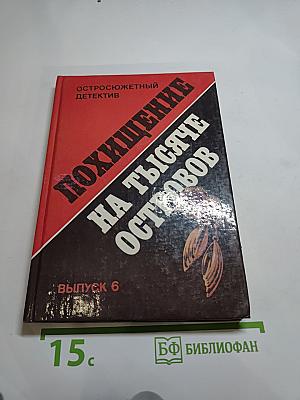 ОСТРОСЮЖЕТНЫЙ
ДЕТЕКТИВ
ПОХИЩЕНИЕ
НА ТЫСЯЧЕ
ОСТРОВОВ
ВЫПУСК 6
15с
БФ БИБЛИОФАН